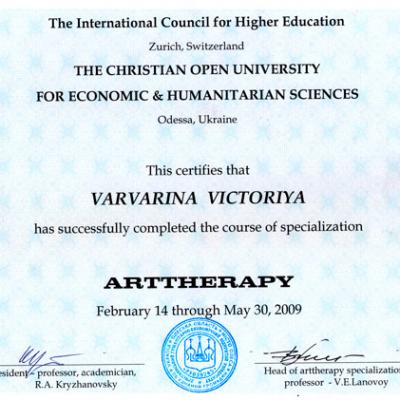 The International Council for Higher Education
Zurich, Switzerland
THE CHRISTIAN OPEN UNIVERSITY
FOR ECONOMIC & HUMANITARIAN SCIENCES
Odessa, Ukraine
This certifies that
VARVARINA VICTORIYA
has successfully completed the course of specialization
ARTTHERAPY
February 14 through May 30, 2009
resident - professor, academician,
R.A. Kryzhanovsky
Head of arttherapy specialization
professor - V.E.Lanovoy